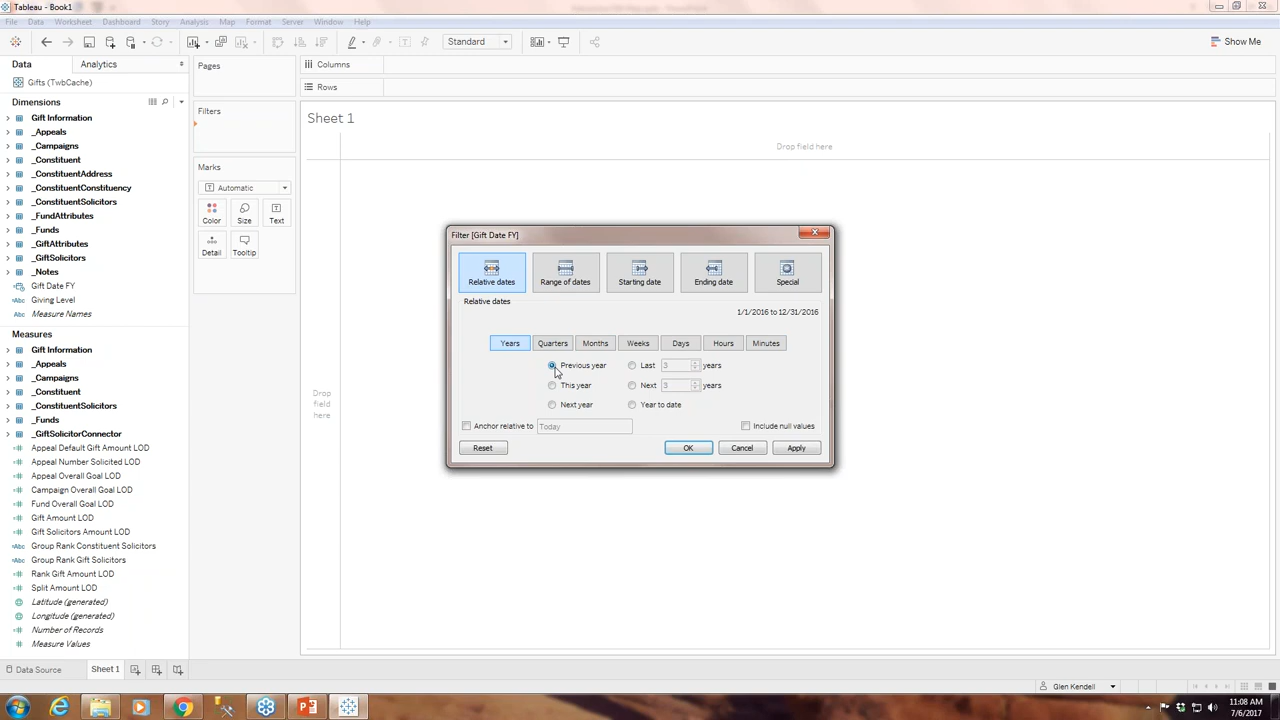 Tableau - Book1
File Data Worksheet Dashboard Story Analysis Map Format Server Window Help
Standard
Show Me
Data Analytics
Gifts (TwbCache)
Dimensions
Gift Information
_Appeals
_Campaigns
_Constituent
_ConstituentAddress
_ConstituentConstituency
_ConstituentSolicitors
_FundAttributes
_Funds
_GiftAttributes
_GiftSolicitors
_Notes
Gift Date FY
Abc Giving Level
Abc Measure Names
Measures
Gift Information
_Appeals
_Campaigns
_Constituent
_ConstituentSolicitors
_Funds
_GiftSolicitorConnector
Appeal Default Gift Amount LOD
Appeal Number Solicited LOD
Appeal Overall Goal LOD
Campaign Overall Goal LOD
Fund Overall Goal LOD
Gift Amount LOD
Gift Solicitors Amount LOD
Abc Group Rank Constituent Solicitors
Abc Group Rank Gift Solicitors
Rank Gift Amount LOD
Split Amount LOD
Latitude (generated)
Longitude (generated)
Number of Records
Measure Values
Pages
Filters
Marks
Automatic
Color Size Text
Detail Tooltip
Columns
Rows
Sheet 1
Drop field here
Drop
field
here
Filter [Gift Date FY]
Relative dates Range of dates Starting date Ending date Special
Relative dates
1/1/2016 to 12/31/2016
Years Quarters Months Weeks Days Hours Minutes
Previous year Last 3 years
This year Next 3 years
Next year Year to date
Anchor relative to Today Include null values
Reset OK Cancel Apply
Data Source Sheet 1
Glen Kendell
11:08 AM
7/6/2017